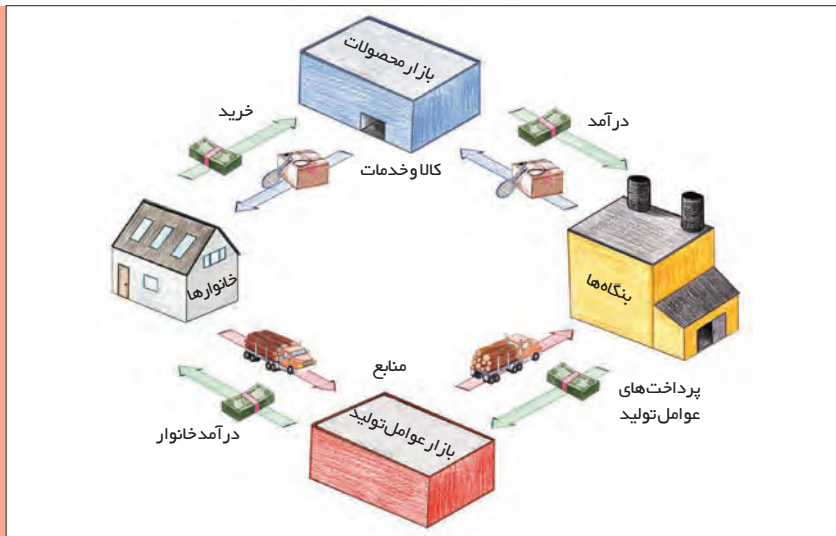 بازار محصولات
خرید
درآمد
کالا و خدمات
خانوارها
بنگاه‌ها
منابع
پرداخت‌های
عوامل تولید
درآمد خانوار
بازار عوامل تولید